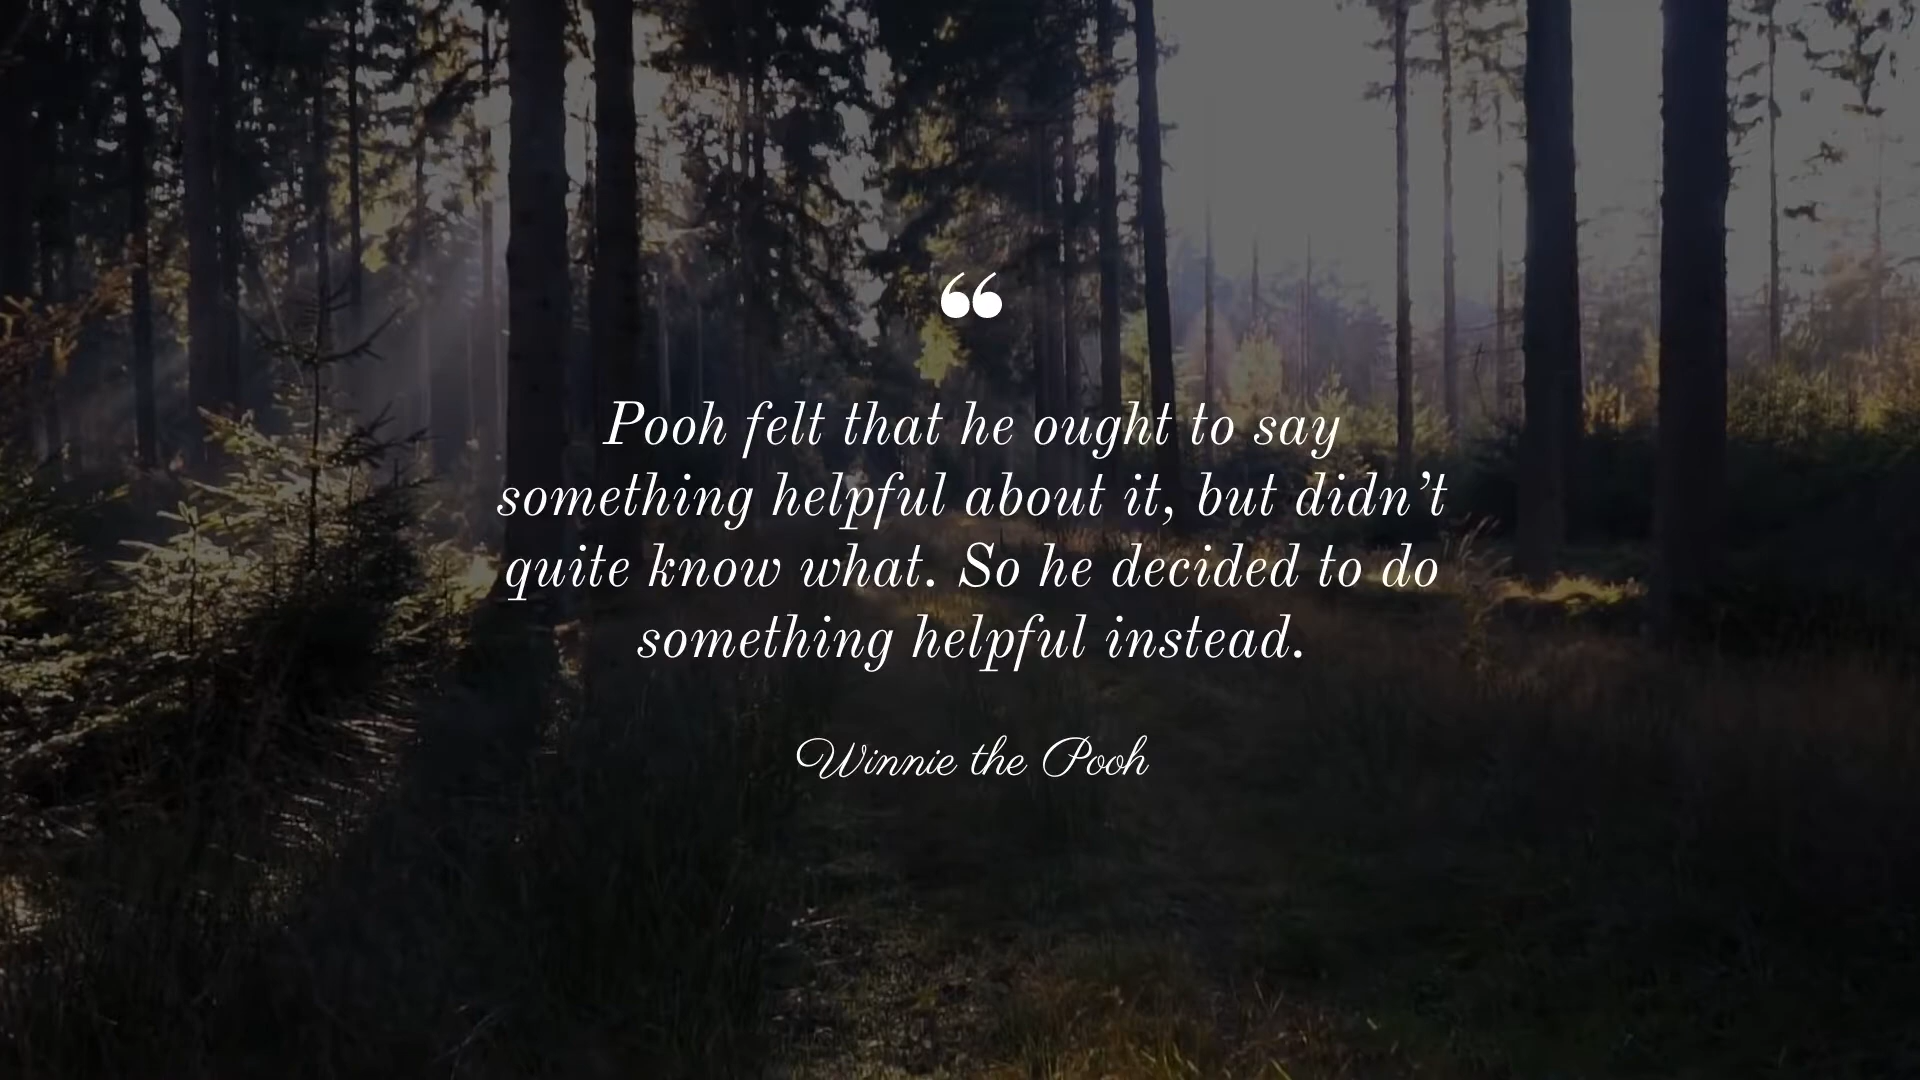 “
Pooh felt that he ought to say
something helpful about it, but didn’t
quite know what. So he decided to do
something helpful instead.
Winnie the Pooh